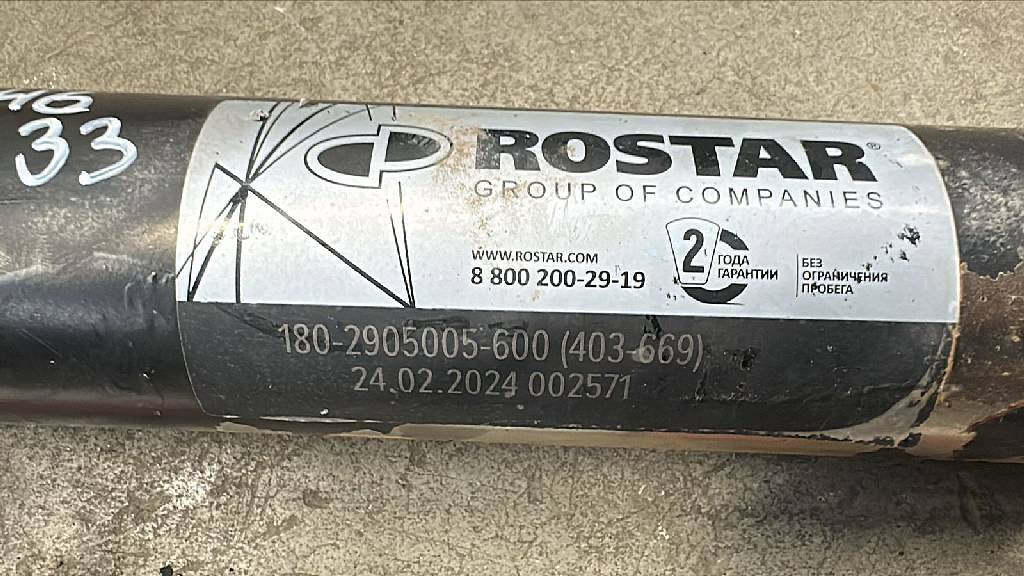 33
ROSTAR®
GROUP OF COMPANIES
WWW.ROSTAR.COM
8 800 200-29-19
2
ГОДА
ГАРАНТИИ
БЕЗ
ОГРАНИЧЕНИЯ
ПРОБЕГА
180-2905005-600 (403-669)
24.02.2024 002571